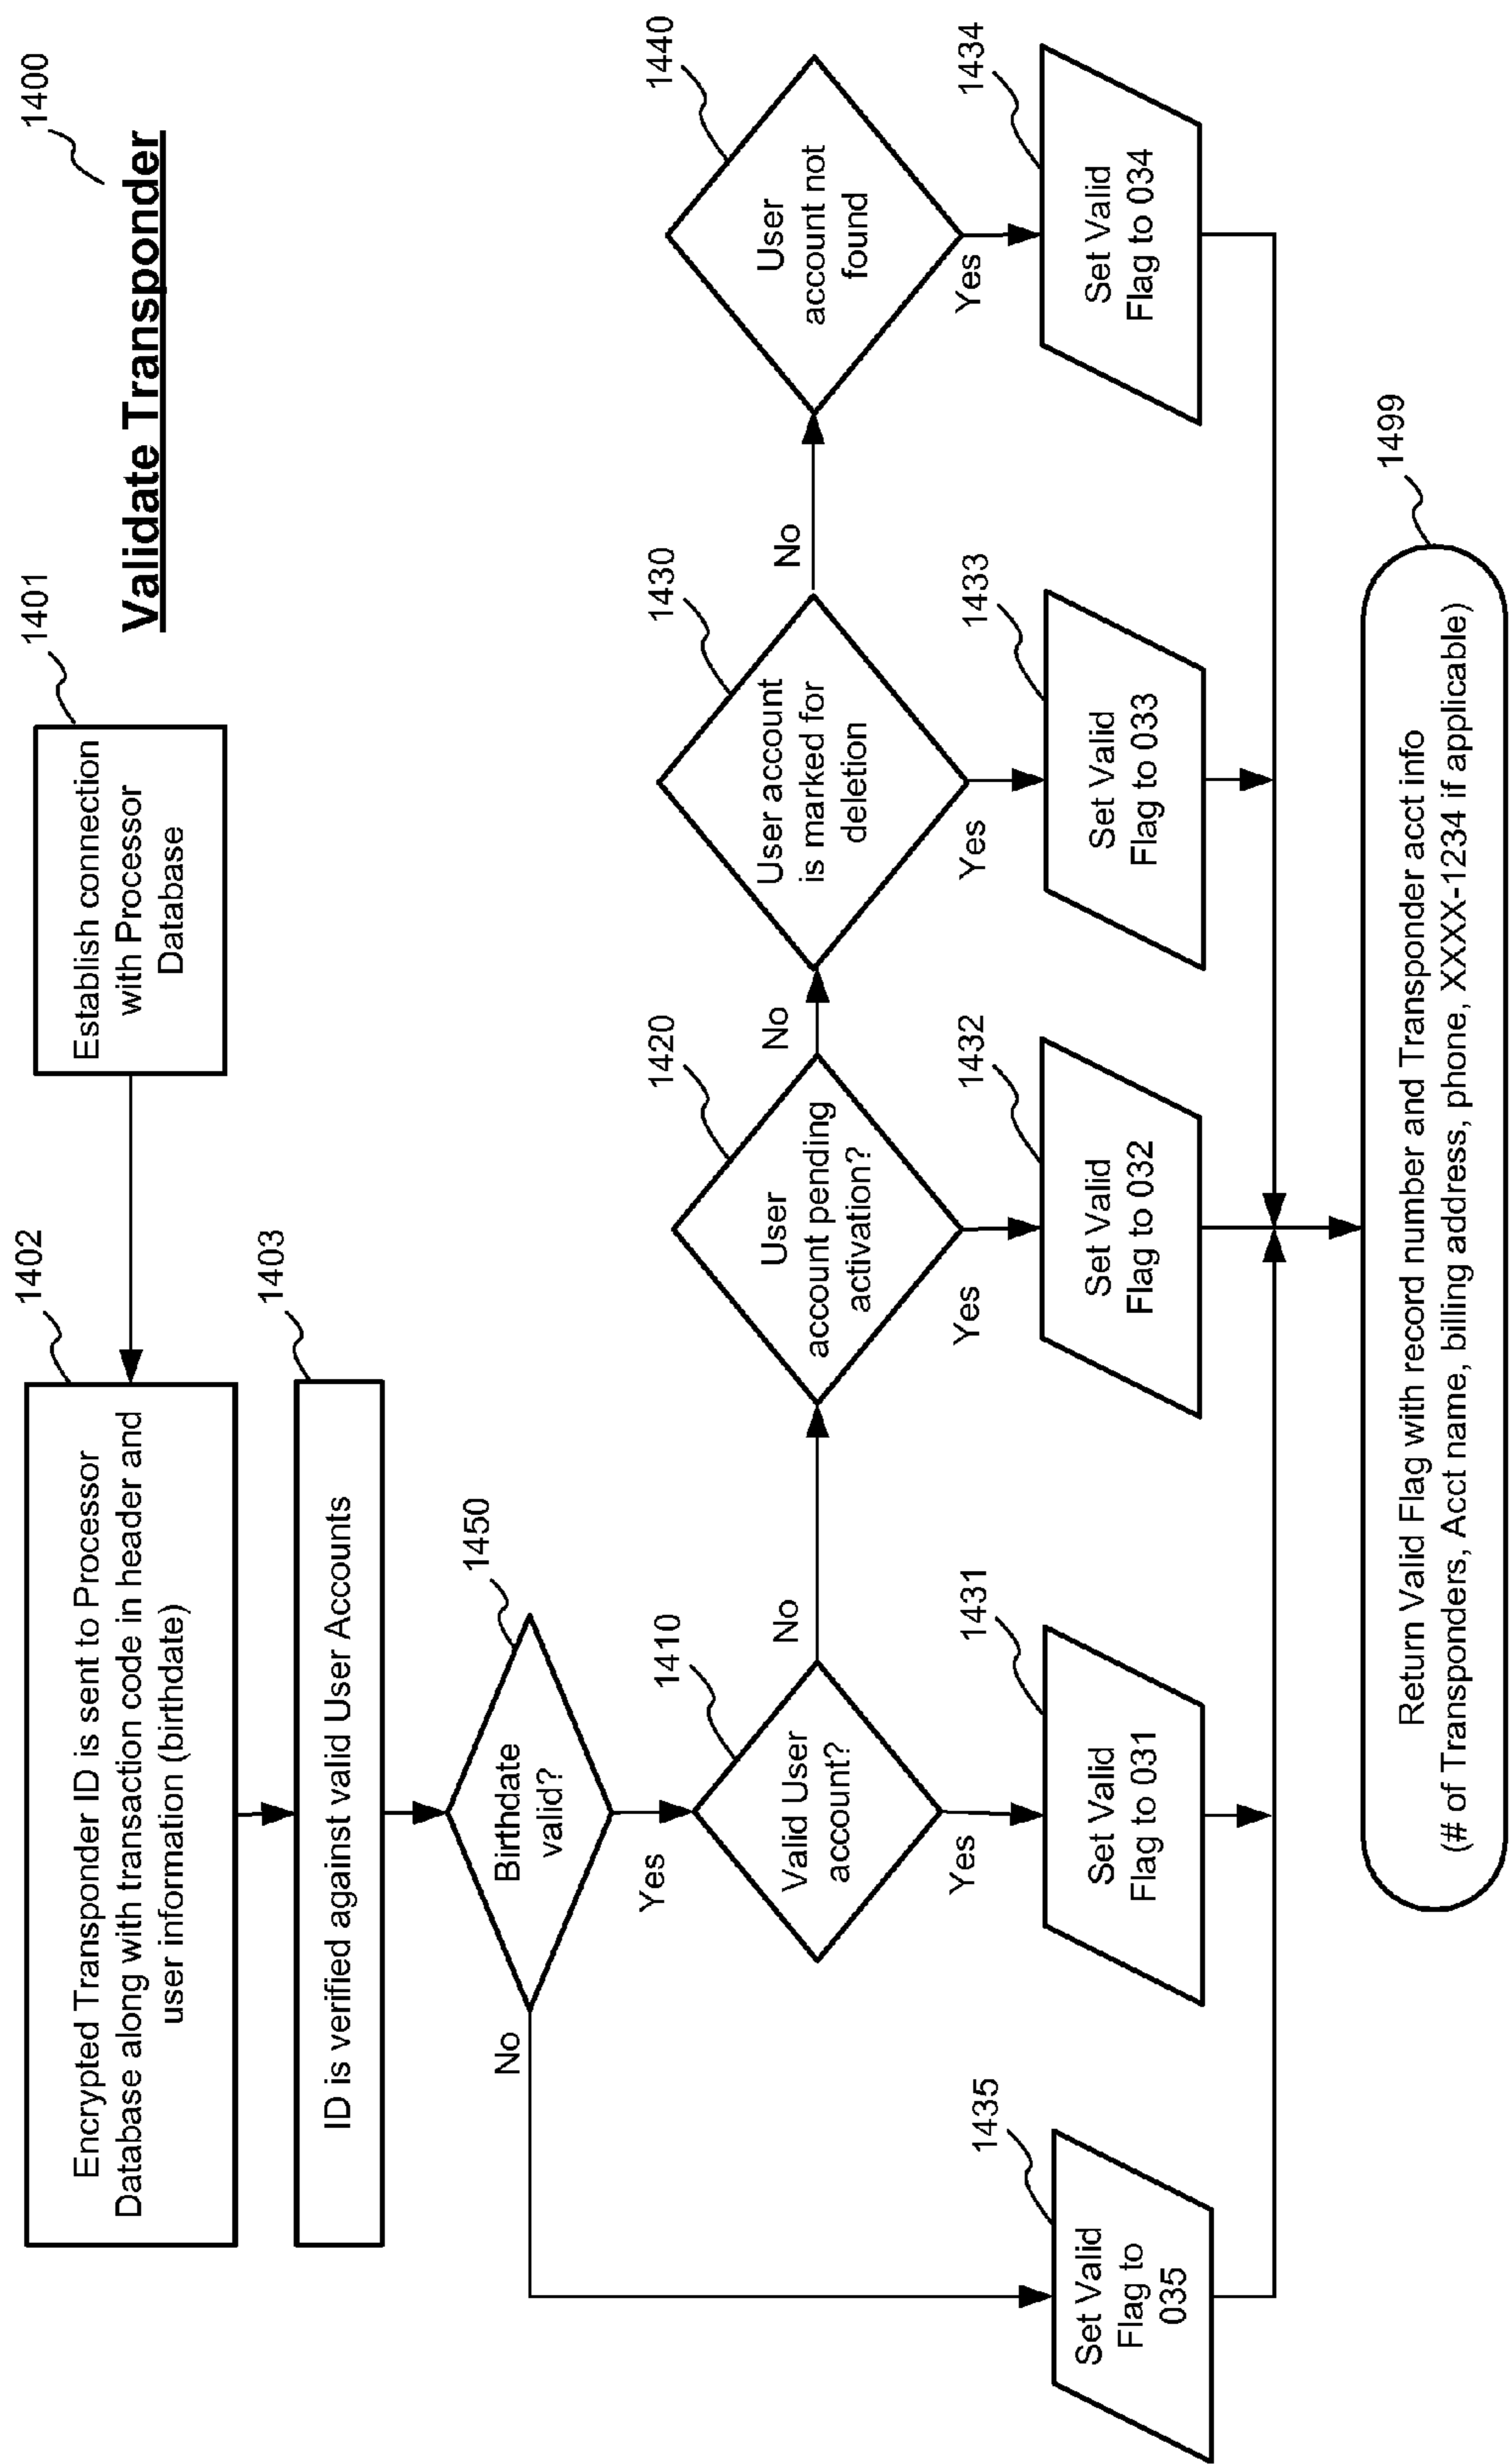 1400
Validate Transponder
1401
Establish connection
with Processor
Database
1402
Encrypted Transponder ID is sent to Processor
Database along with transaction code in header and
user information (birthdate)
1403
ID is verified against valid User Accounts
1450
Birthdate
valid?
No
Yes
1410
Valid User
account?
No
Yes
1420
User
account pending
activation?
No
Yes
1430
User account
is marked for
deletion
No
Yes
1440
User
account not
found
Yes
1435
Set Valid
Flag to
035
1431
Set Valid
Flag to 031
1432
Set Valid
Flag to 032
1433
Set Valid
Flag to 033
1434
Set Valid
Flag to 034
1499
Return Valid Flag with record number and Transponder acct info
(# of Transponders, Acct name, billing address, phone, XXXX-1234 if applicable)